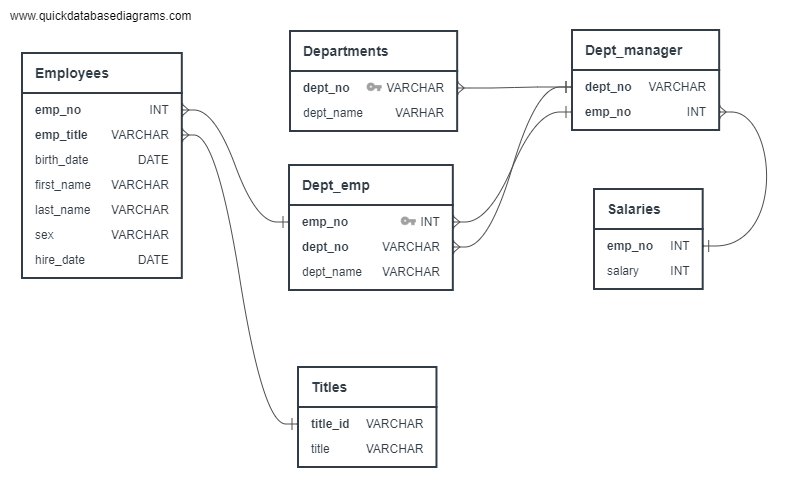 www.quickdatabasediagrams.com
Employees
emp_no INT
emp_title VARCHAR
birth_date DATE
first_name VARCHAR
last_name VARCHAR
sex VARCHAR
hire_date DATE
Departments
dept_no VARCHAR
dept_name VARHAR
Dept_manager
dept_no VARCHAR
emp_no INT
Dept_emp
emp_no INT
dept_no VARCHAR
dept_name VARCHAR
Salaries
emp_no INT
salary INT
Titles
title_id VARCHAR
title VARCHAR